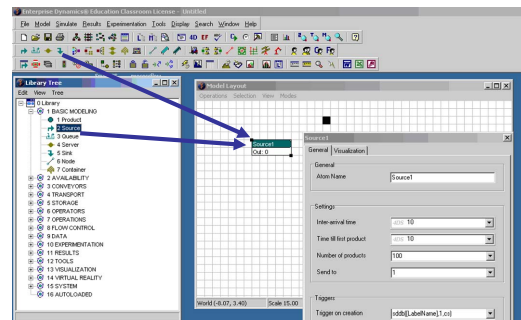 Enterprise Dynamics® Education Classroom License - Untitled
File Model Simulate Results Experimentation Tools Display Search Window Help
4D EF
Library Tree
Edit View Tree
0 Library
1 BASIC MODELING
1 Product
2 Source
3 Queue
4 Server
5 Sink
6 Node
7 Container
2 AVAILABILITY
3 CONVEYORS
4 TRANSPORT
5 STORAGE
6 OPERATORS
7 OPERATIONS
8 FLOW CONTROL
9 DATA
10 EXPERIMENTATION
11 RESULTS
12 TOOLS
13 VISUALIZATION
14 VIRTUAL REALITY
15 SYSTEM
16 AUTOLOADED
Model Layout
Operations Selection View Modes
Source1
Out: 0
World (-8.07, 3.40) Scale 15.00
Source1
General Visualization
General
Atom Name Source1
Settings
Inter-arrival time 4DS 10
Time till first product 4DS 10
Number of products 100
Send to 1
Triggers
Trigger on creation sddb([LabelName],1,cs)